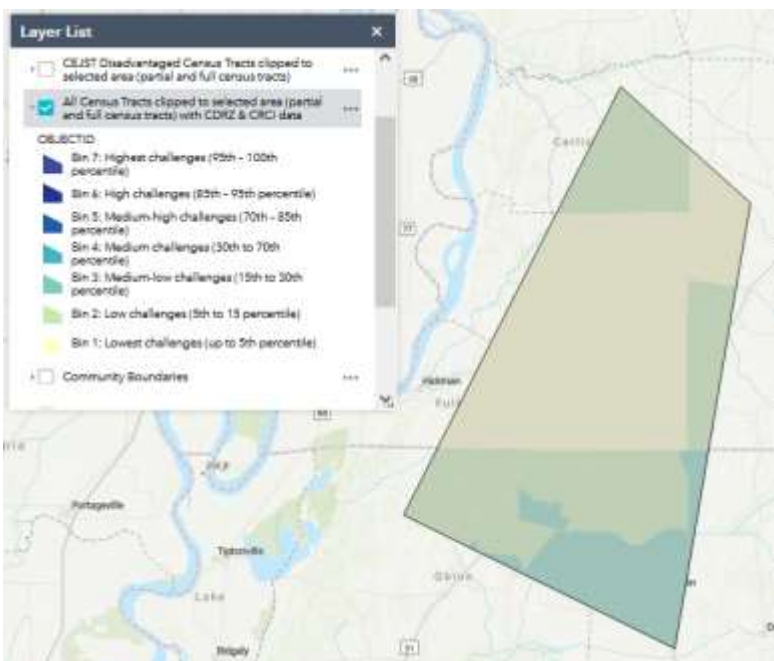 Layer List
CEJST Disadvantaged Census Tracts clipped to
selected area (partial and full census tracts)
All Census Tracts clipped to selected area (partial
and full census tracts) with CDRZ & CRCI data
OBJECTID
Bin 7: Highest challenges (95th - 100th
percentile)
Bin 6: High challenges (85th - 95th percentile)
Bin 5: Medium-high challenges (70th - 85th
percentile)
Bin 4: Medium challenges (30th to 70th
percentile)
Bin 3: Medium-low challenges (15th to 30th
percentile)
Bin 2: Low challenges (5th to 15 percentile)
Bin 1: Lowest challenges (up to 5th percentile)
Community Boundaries
Hickman
Portageville
Tiptonville
Obion
Lake
Ridgely